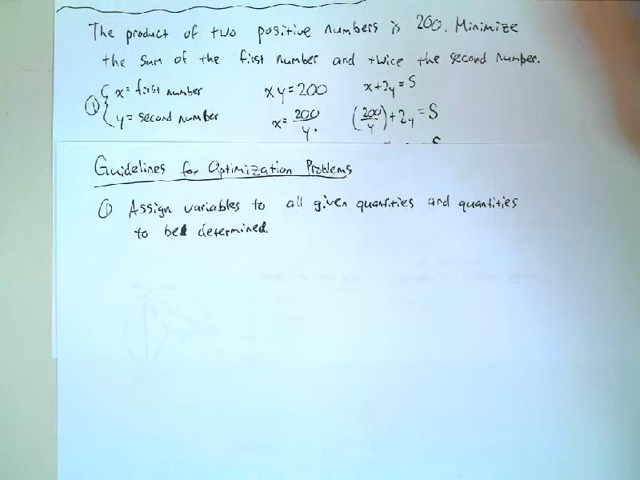 The product of two positive numbers is 200. Minimize
the sum of the first number and twice the second number.
① { x = first number    xy = 200    x + 2y = S
y = second number    x = 200/y.    (200/y) + 2y = S
Guidelines for Optimization Problems
① Assign variables to all given quantities and quantities
to be determined.